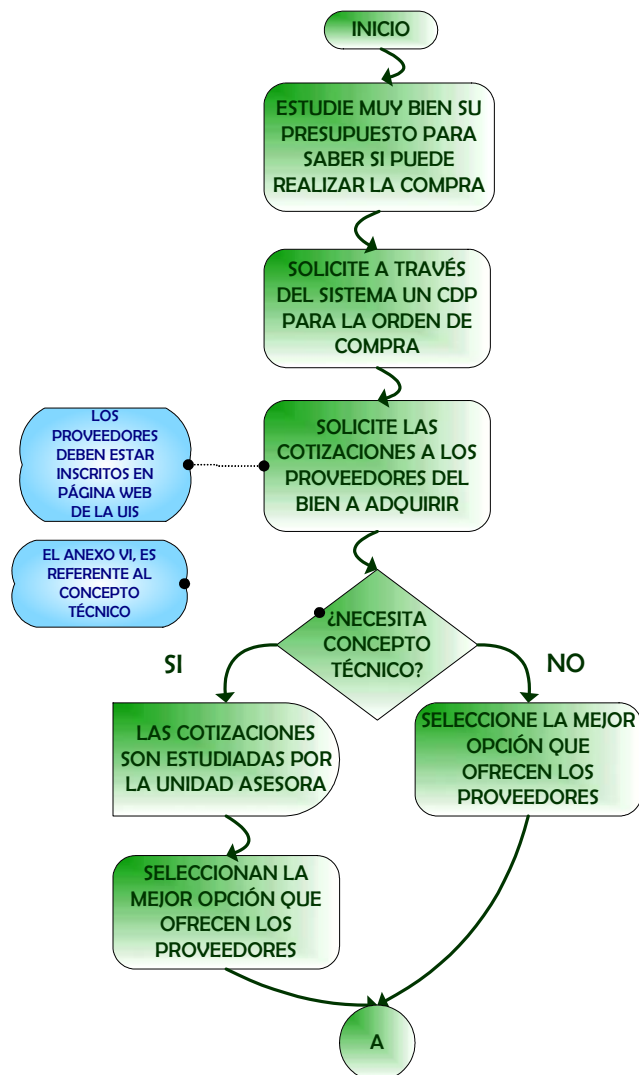 INICIO
ESTUDIE MUY BIEN SU
PRESUPUESTO PARA
SABER SI PUEDE
REALIZAR LA COMPRA
SOLICITE A TRAVÉS
DEL SISTEMA UN CDP
PARA LA ORDEN DE
COMPRA
LOS
PROVEEDORES
DEBEN ESTAR
INSCRITOS EN
PÁGINA WEB
DE LA UIS
SOLICITE LAS
COTIZACIONES A LOS
PROVEEDORES DEL
BIEN A ADQUIRIR
EL ANEXO VI, ES
REFERENTE AL
CONCEPTO
TÉCNICO
¿NECESITA
CONCEPTO
TÉCNICO?
SI
NO
LAS COTIZACIONES
SON ESTUDIADAS POR
LA UNIDAD ASESORA
SELECCIONE LA MEJOR
OPCIÓN QUE
OFRECEN LOS
PROVEEDORES
SELECCIONAN LA
MEJOR OPCIÓN QUE
OFRECEN LOS
PROVEEDORES
A